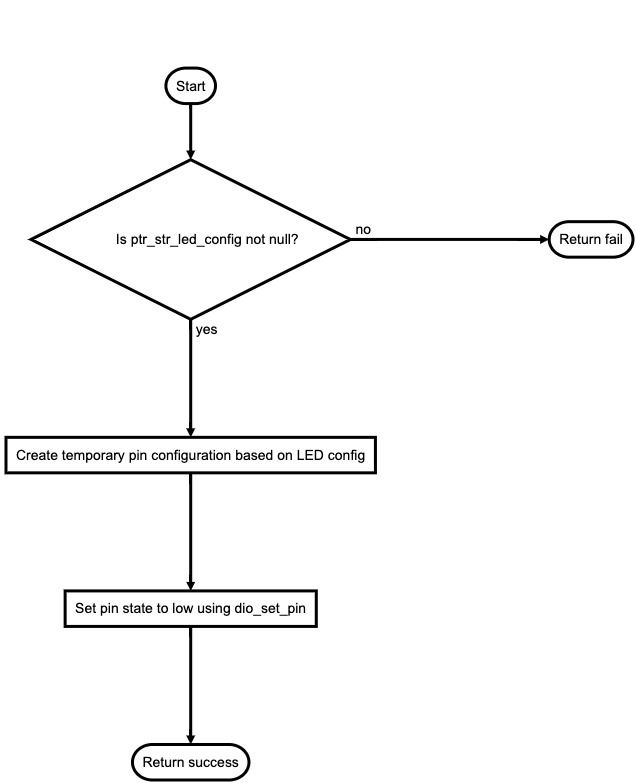 Start
Is ptr_str_led_config not null?
no
Return fail
yes
Create temporary pin configuration based on LED config
Set pin state to low using dio_set_pin
Return success